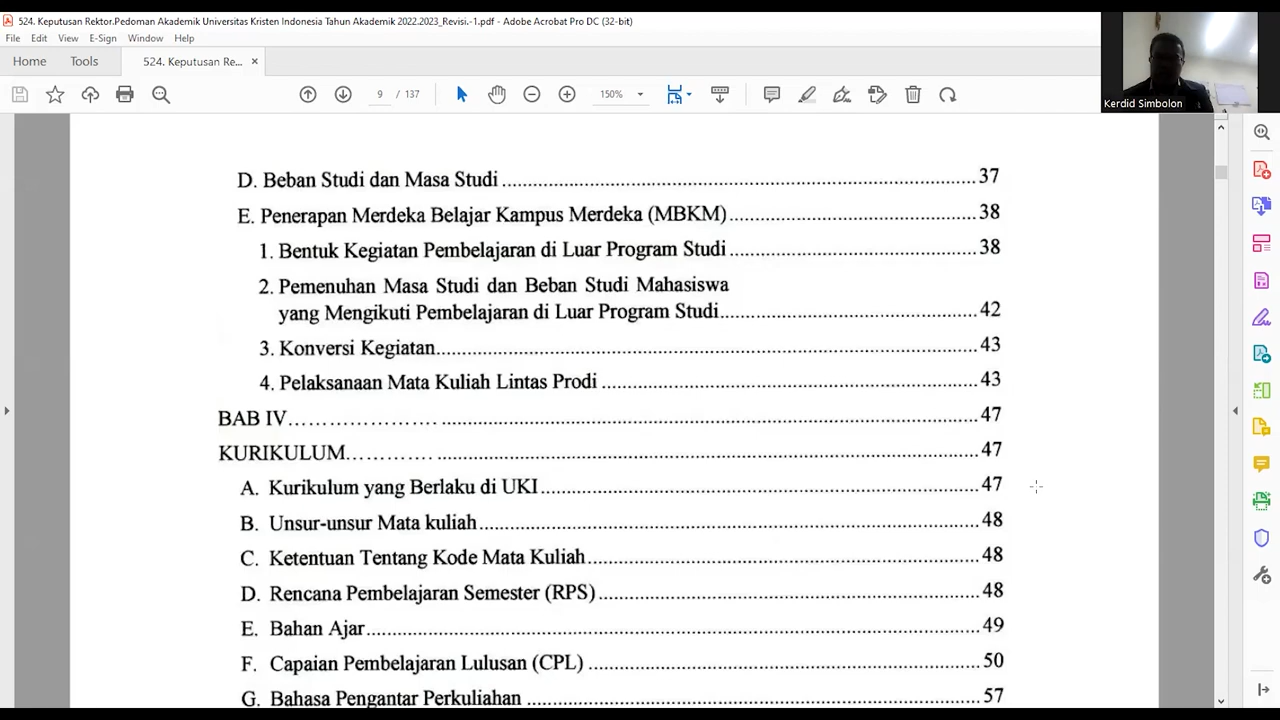 524. Keputusan Rektor.Pedoman Akademik Universitas Kristen Indonesia Tahun Akademik 2022.2023_Revisi.-1.pdf - Adobe Acrobat Pro DC (32-bit)
File Edit View E-Sign Window Help
Home Tools 524. Keputusan Re... ×
9 / 137 150%
Kerdid Simbolon
D. Beban Studi dan Masa Studi ........ 37
E. Penerapan Merdeka Belajar Kampus Merdeka (MBKM) ........ 38
1. Bentuk Kegiatan Pembelajaran di Luar Program Studi ........ 38
2. Pemenuhan Masa Studi dan Beban Studi Mahasiswa
yang Mengikuti Pembelajaran di Luar Program Studi ........ 42
3. Konversi Kegiatan ........ 43
4. Pelaksanaan Mata Kuliah Lintas Prodi ........ 43
BAB IV ........ 47
KURIKULUM ........ 47
A. Kurikulum yang Berlaku di UKI ........ 47
B. Unsur-unsur Mata kuliah ........ 48
C. Ketentuan Tentang Kode Mata Kuliah ........ 48
D. Rencana Pembelajaran Semester (RPS) ........ 48
E. Bahan Ajar ........ 49
F. Capaian Pembelajaran Lulusan (CPL) ........ 50
G. Bahasa Pengantar Perkuliahan ........ 57